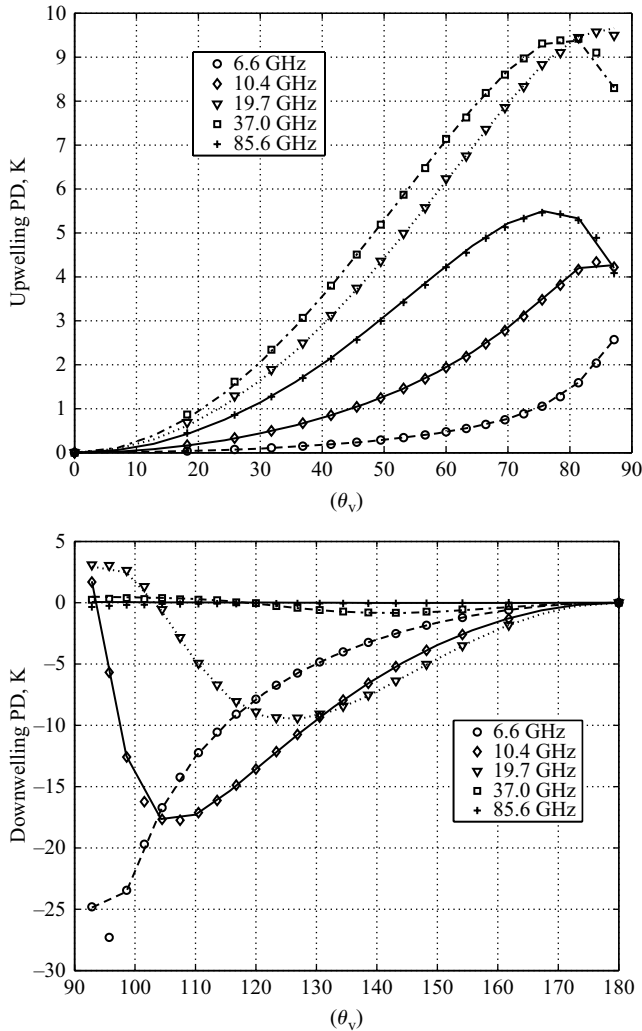 10
9
8
7
6
5
4
3
2
1
0
Upwelling PD, K
6.6 GHz
10.4 GHz
19.7 GHz
37.0 GHz
85.6 GHz
0 10 20 30 40 50 60 70 80 90
(θv)
5
0
−5
−10
−15
−20
−25
−30
Downwelling PD, K
6.6 GHz
10.4 GHz
19.7 GHz
37.0 GHz
85.6 GHz
90 100 110 120 130 140 150 160 170 180
(θv)